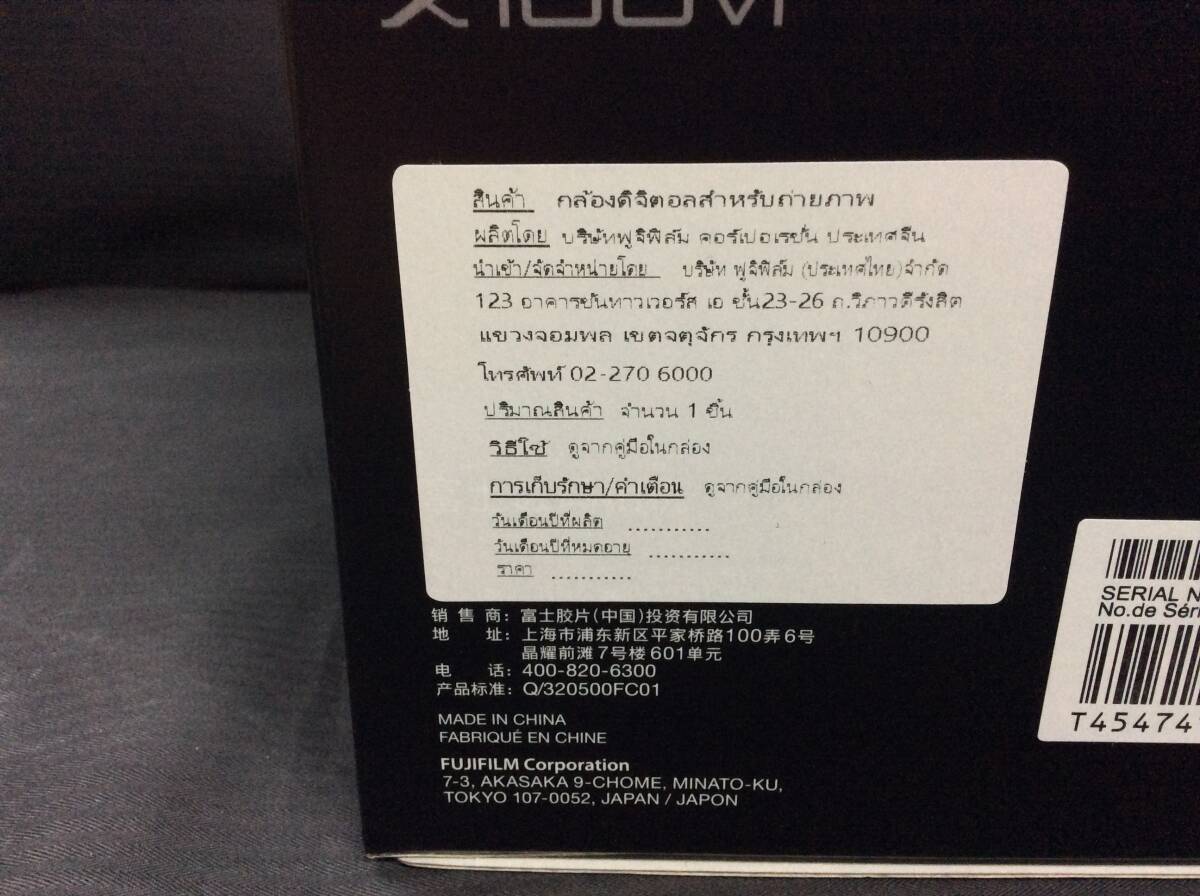 X100VI
สินค้า กล้องดิจิตอลสำหรับถ่ายภาพ
ผลิตโดย บริษัทฟูจิฟิล์ม คอร์เปอเรชั่น ประเทศจีน
นำเข้า/จัดจำหน่ายโดย บริษัท ฟูจิฟิล์ม (ประเทศไทย)จำกัด
123 อาคารซันทาวเวอร์ส เอ ชั้น23-26 ถ.วิภาวดีรังสิต
แขวงจอมพล เขตจตุจักร กรุงเทพฯ 10900
โทรศัพท์ 02-270 6000
ปริมาณสินค้า จำนวน 1 ชิ้น
วิธีใช้ ดูจากคู่มือในกล่อง
การเก็บรักษา/คำเตือน ดูจากคู่มือในกล่อง
วันเดือนปีที่ผลิต ...........
วันเดือนปีที่หมดอายุ ...........
ราคา ...........
销 售 商：富士胶片(中国)投资有限公司
地 址：上海市浦东新区平家桥路100弄6号
晶耀前滩7号楼601单元
电 话：400-820-6300
产品标准：Q/320500FC01
MADE IN CHINA
FABRIQUÉ EN CHINE
FUJIFILM Corporation
7-3, AKASAKA 9-CHOME, MINATO-KU,
TOKYO 107-0052, JAPAN / JAPON
SERIAL N
No.de Sér
T45474